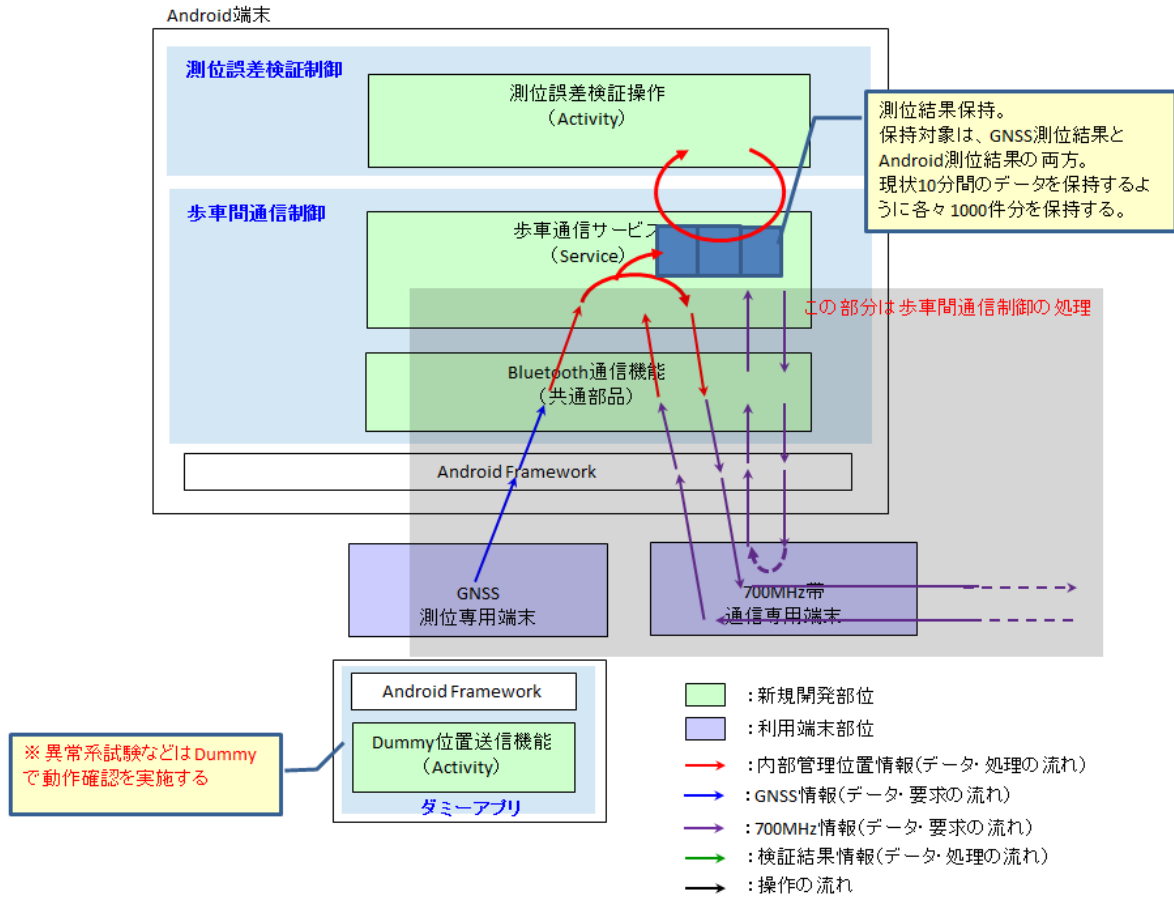 Android端末
測位誤差検証制御
測位誤差検証操作
(Activity)
測位結果保持。
保持対象は、GNSS測位結果と
Android測位結果の両方。
現状10分間のデータを保持するよ
うに各々1000件分を保持する。
歩車間通信制御
歩車通信サービス
(Service)
この部分は歩車間通信制御の処理
Bluetooth通信機能
(共通部品)
Android Framework
GNSS
測位専用端末
700MHz帯
通信専用端末
Android Framework
Dummy位置送信機能
(Activity)
ダミーアプリ
※異常系試験などはDummy
で動作確認を実施する
：新規開発部位
：利用端末部位
：内部管理位置情報(データ・処理の流れ)
：GNSS情報(データ・要求の流れ)
：700MHz情報(データ・要求の流れ)
：検証結果情報(データ・処理の流れ)
：操作の流れ